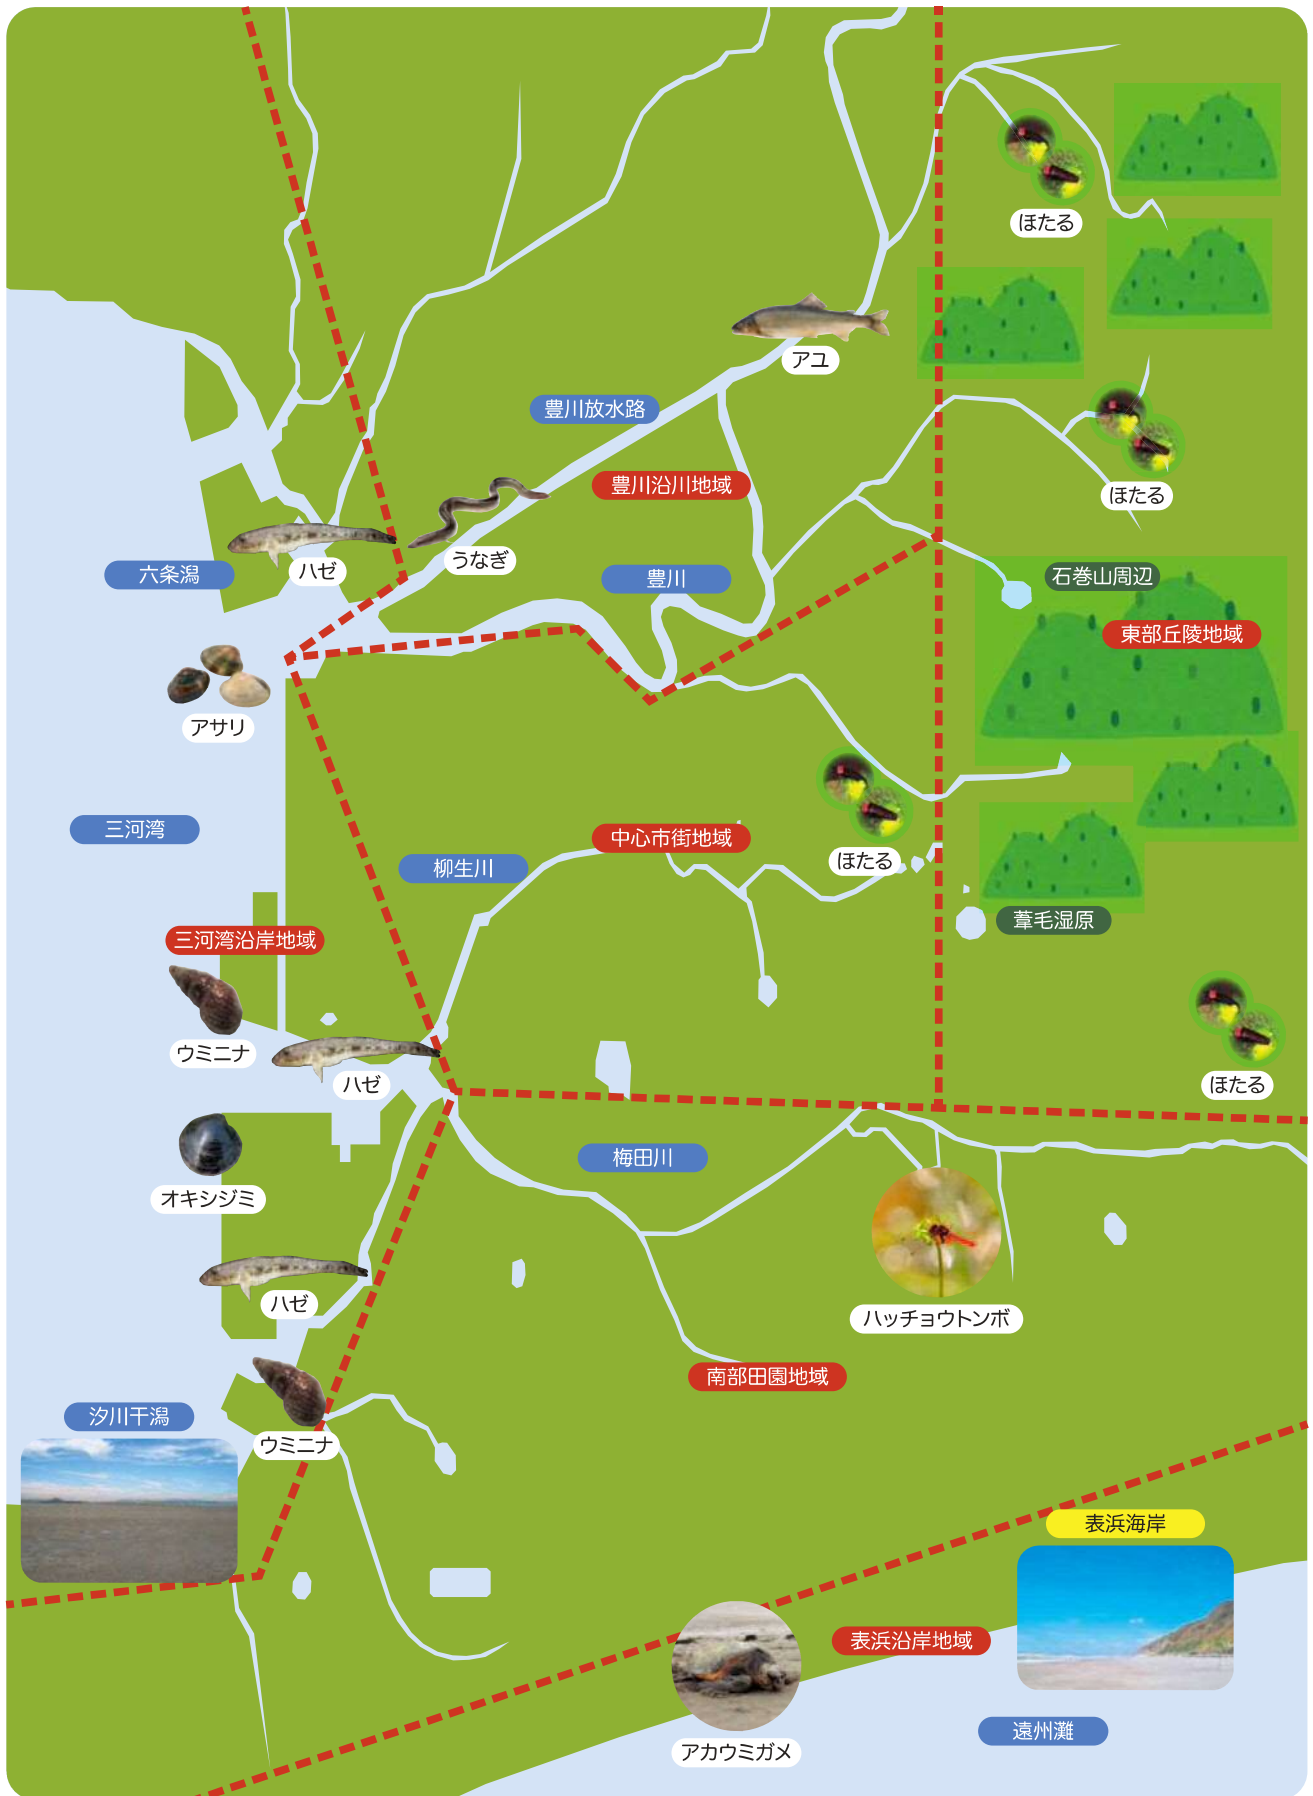 ほたる
アユ
豊川放水路
豊川沿川地域
ほたる
うなぎ
ハゼ
六条潟
豊川
石巻山周辺
東部丘陵地域
アサリ
三河湾
中心市街地域
柳生川
ほたる
葦毛湿原
三河湾沿岸地域
ウミニナ
ハゼ
ほたる
梅田川
オキシジミ
ハゼ
ハッチョウトンボ
南部田園地域
汐川干潟
ウミニナ
表浜海岸
表浜沿岸地域
遠州灘
アカウミガメ